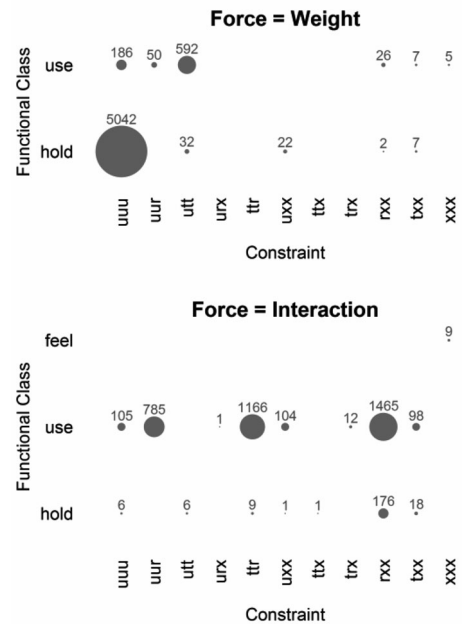 Force = Weight
Functional Class
use 186 50 592 26 7 5
hold 5042 32 22 2 7
uuu uur utt urx ttr uxx ttx trx rxx txx xxx
Constraint
Force = Interaction
Functional Class
feel 9
use 105 785 1 1166 104 12 1465 98
hold 6 6 9 1 1 176 18
uuu uur utt urx ttr uxx ttx trx rxx txx xxx
Constraint